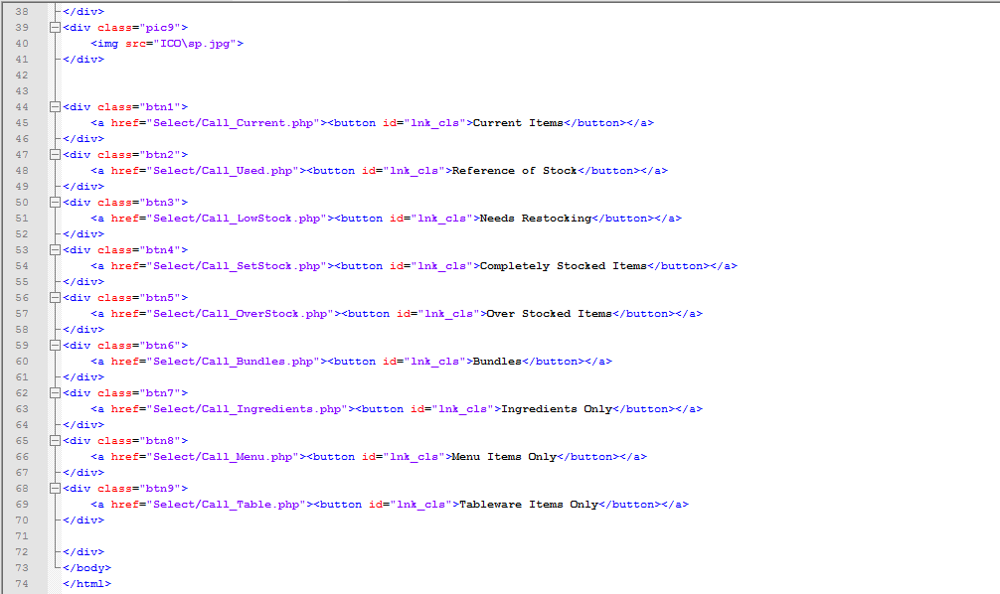 38 </div>
39 <div class="pic9">
40 <img src="ICO\sp.jpg">
41 </div>
42
43
44 <div class="btn1">
45 <a href="Select/Call_Current.php"><button id="lnk_cls">Current Items</button></a>
46 </div>
47 <div class="btn2">
48 <a href="Select/Call_Used.php"><button id="lnk_cls">Reference of Stock</button></a>
49 </div>
50 <div class="btn3">
51 <a href="Select/Call_LowStock.php"><button id="lnk_cls">Needs Restocking</button></a>
52 </div>
53 <div class="btn4">
54 <a href="Select/Call_SetStock.php"><button id="lnk_cls">Completely Stocked Items</button></a>
55 </div>
56 <div class="btn5">
57 <a href="Select/Call_OverStock.php"><button id="lnk_cls">Over Stocked Items</button></a>
58 </div>
59 <div class="btn6">
60 <a href="Select/Call_Bundles.php"><button id="lnk_cls">Bundles</button></a>
61 </div>
62 <div class="btn7">
63 <a href="Select/Call_Ingredients.php"><button id="lnk_cls">Ingredients Only</button></a>
64 </div>
65 <div class="btn8">
66 <a href="Select/Call_Menu.php"><button id="lnk_cls">Menu Items Only</button></a>
67 </div>
68 <div class="btn9">
69 <a href="Select/Call_Table.php"><button id="lnk_cls">Tableware Items Only</button></a>
70 </div>
71
72 </div>
73 </body>
74 </html>